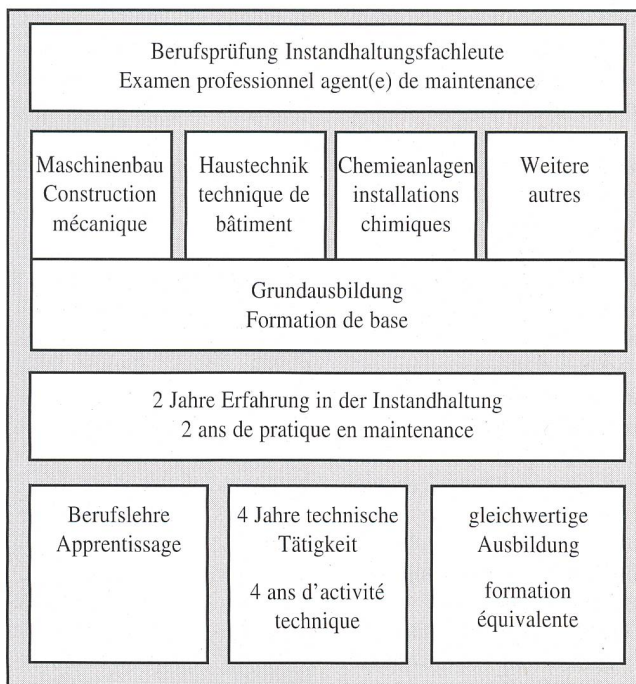 Berufsprüfung Instandhaltungsfachleute
Examen professionnel agent(e) de maintenance
Maschinenbau
Construction
mécanique
Haustechnik
technique de
bâtiment
Chemieanlagen
installations
chimiques
Weitere
autres
Grundausbildung
Formation de base
2 Jahre Erfahrung in der Instandhaltung
2 ans de pratique en maintenance
Berufslehre
Apprentissage
4 Jahre technische
Tätigkeit
4 ans d'activité
technique
gleichwertige
Ausbildung
formation
équivalente